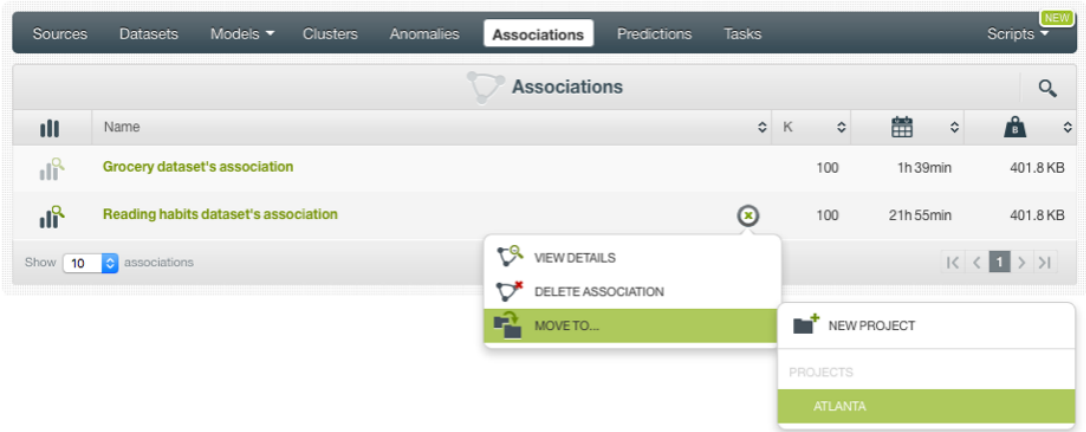 NEW
Sources Datasets Models Clusters Anomalies Associations Predictions Tasks Scripts
Associations
Name K B
Grocery dataset's association 100 1h 39min 401.8 KB
Reading habits dataset's association 100 21h 55min 401.8 KB
Show 10 associations 1
VIEW DETAILS
DELETE ASSOCIATION
MOVE TO...
NEW PROJECT
PROJECTS
ATLANTA